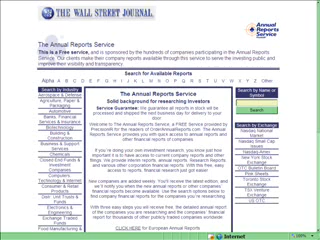 THE WALL STREET JOURNAL
Annual
Reports
Service
The Annual Reports Service
This is a Free service, and is sponsored by the hundreds of companies participating in the Annual Reports
Service. Our clients make their company reports available through this service to serve the investing public and
improve their visibility and transparency.
Search for Available Reports
Alpha A B C D E F G H I J K L M N O P Q R S T U V W X Y Z Other
Search by Industry
Aerospace & Defense
Agriculture, Paper &
Packaging
Automotive
Banks, Financial
Services & Insurance
Biotechnology
Building &
Construction
Business & Support
Services
Chemicals
Closed End Funds &
Investment
Companies
Computers,
Technology & Internet
Consumer & Retail
Products
Den- Unit Trusts &
Funds
Electronics &
Engineering
Exchange Traded
Funds
Food Manufacturing &
The Annual Reports Service
Solid background for researching investors
Service Guarantee: We guarantee all reports in stock will be
processed and shipped the next business day for delivery to your
doorstep!
Welcome to The Annual Reports Service, a FREE Service provided by
PrecisionIR to the readers of OnlineAnnualReports.com. The Annual
Reports Service provides you with quick access to annual reports and
other financial reports of companies.
If you're doing your own investment research, you know just how
important it is to have access to current company reports and other
filings. We provide interim reports, annual reports, Research Reports
and various other corporation financial reports. With this free, easy
access to reports, financial research just got easier!
New companies are added weekly. You'll receive the latest edition, and
we'll notify you when the new annual reports or other companies'
financial reports become available. Use the search options below to
find company financial reports for the companies you're researching.
With three easy steps you will receive free, the detailed annual report
of the companies you are researching and the companies' financial
report for thousands of other publicly traded companies worldwide.
CLICK HERE for European Annual Reports
Search by Name or
Symbol
Search
Search by Exchange
Nasdaq National
Market
Nasdaq Small Cap
Issues
Nasdaq-Amex
New York Stock
Exchange
OTC Bulletin Board
Pink Sheets
Toronto Stock
Exchange
TSX Venture
Exchange
US OTC
Internet